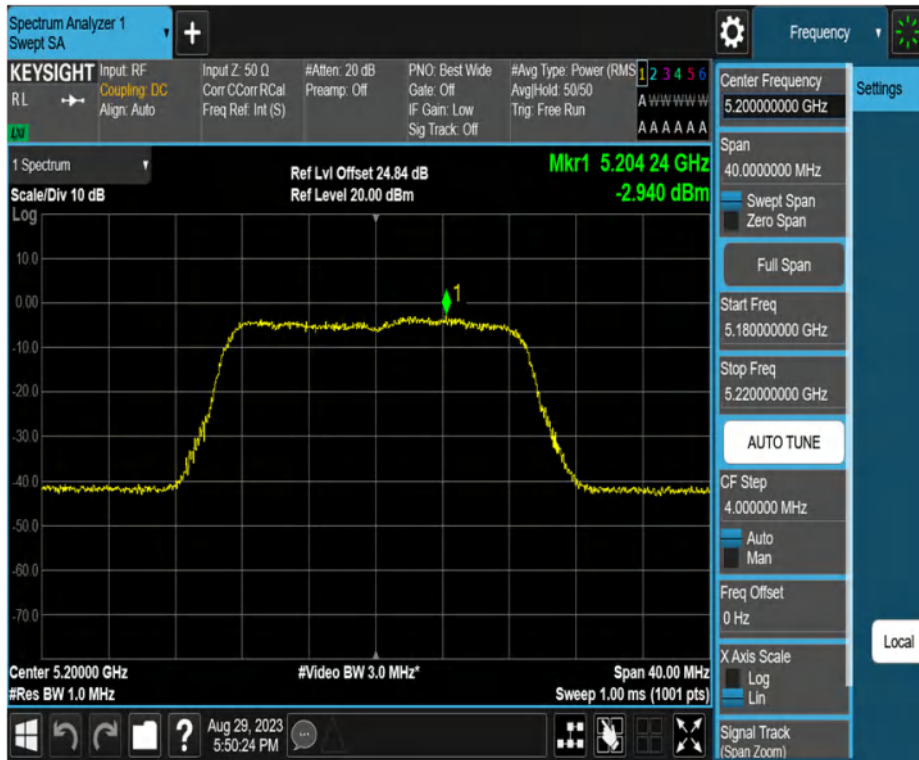 Spectrum Analyzer 1
Swept SA
+
Frequency
KEYSIGHT
RL
LXI
Input: RF
Coupling: DC
Align: Auto
Input Z: 50 Ω
Corr CCorr RCal
Freq Ref: Int (S)
#Atten: 20 dB
Preamp: Off
PNO: Best Wide
Gate: Off
IF Gain: Low
Sig Track: Off
#Avg Type: Power (RMS
Avg|Hold: 50/50
Trig: Free Run
1 2 3 4 5 6
A W W W W W
A A A A A A
1 Spectrum
Scale/Div 10 dB
Ref Lvl Offset 24.84 dB
Ref Level 20.00 dBm
Mkr1 5.204 24 GHz
-2.940 dBm
Log
10.0
0.00
-10.0
-20.0
-30.0
-40.0
-50.0
-60.0
-70.0
1
Center 5.20000 GHz
#Res BW 1.0 MHz
#Video BW 3.0 MHz*
Span 40.00 MHz
Sweep 1.00 ms (1001 pts)
?
Aug 29, 2023
5:50:24 PM
Center Frequency
5.200000000 GHz
Span
40.0000000 MHz
Swept Span
Zero Span
Full Span
Start Freq
5.180000000 GHz
Stop Freq
5.220000000 GHz
AUTO TUNE
CF Step
4.000000 MHz
Auto
Man
Freq Offset
0 Hz
X Axis Scale
Log
Lin
Signal Track
(Span Zoom)
Settings
Local